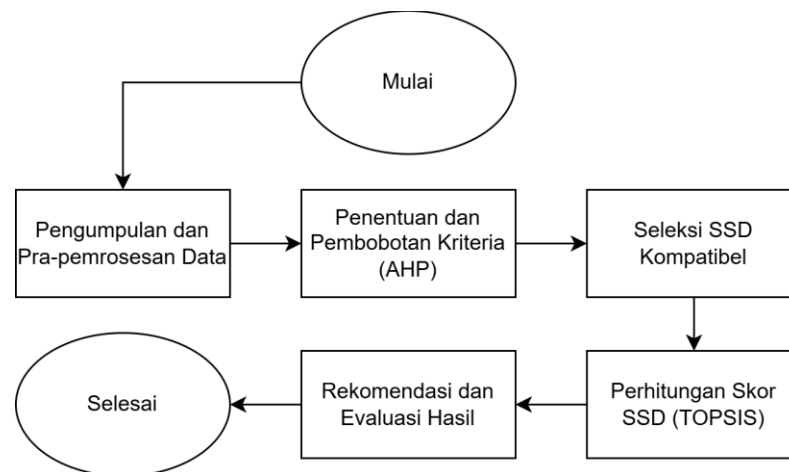 Mulai
Pengumpulan dan
Pra-pemrosesan Data
Penentuan dan
Pembobotan Kriteria
(AHP)
Seleksi SSD
Kompatibel
Perhitungan Skor
SSD (TOPSIS)
Rekomendasi dan
Evaluasi Hasil
Selesai